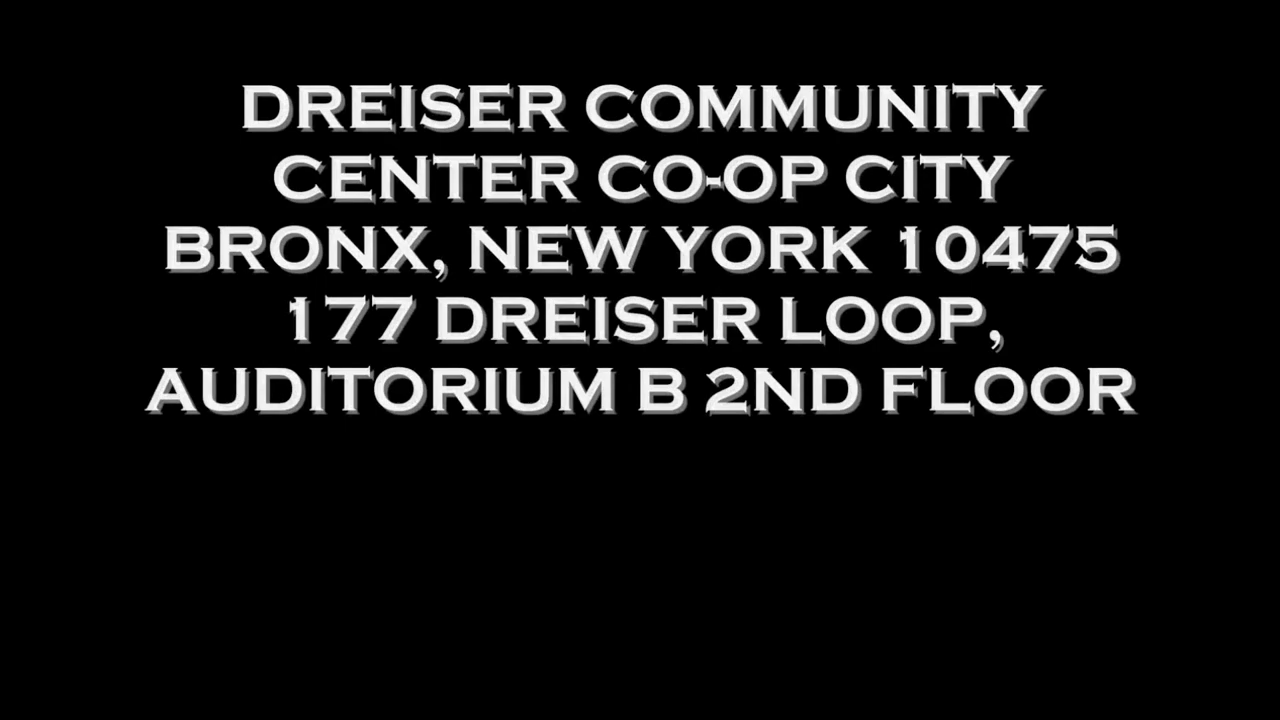 DREISER COMMUNITY
CENTER CO-OP CITY
BRONX, NEW YORK 10475
177 DREISER LOOP,
AUDITORIUM B 2ND FLOOR